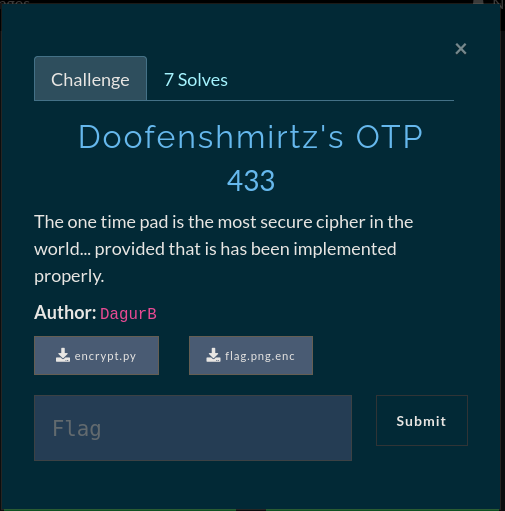 ×
Challenge 7 Solves
Doofenshmirtz's OTP
433
The one time pad is the most secure cipher in the
world... provided that is has been implemented
properly.
Author: DagurB
encrypt.py flag.png.enc
Flag Submit